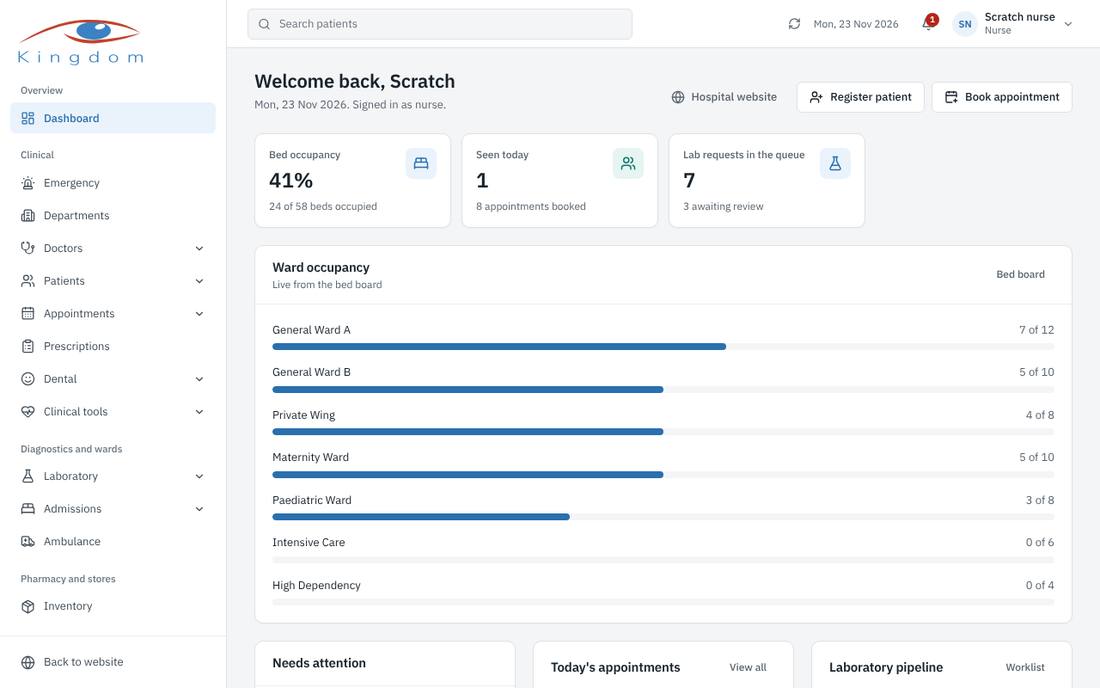 Kingdom
Search patients
Mon, 23 Nov 2026
1
SN
Scratch nurse
Nurse
Overview
Dashboard
Clinical
Emergency
Departments
Doctors
Patients
Appointments
Prescriptions
Dental
Clinical tools
Diagnostics and wards
Laboratory
Admissions
Ambulance
Pharmacy and stores
Inventory
Back to website
Welcome back, Scratch
Mon, 23 Nov 2026. Signed in as nurse.
Hospital website
Register patient
Book appointment
Bed occupancy
41%
24 of 58 beds occupied
Seen today
1
8 appointments booked
Lab requests in the queue
7
3 awaiting review
Ward occupancy
Live from the bed board
Bed board
General Ward A 7 of 12
General Ward B 5 of 10
Private Wing 4 of 8
Maternity Ward 5 of 10
Paediatric Ward 3 of 8
Intensive Care 0 of 6
High Dependency 0 of 4
Needs attention
Today's appointments View all
Laboratory pipeline Worklist